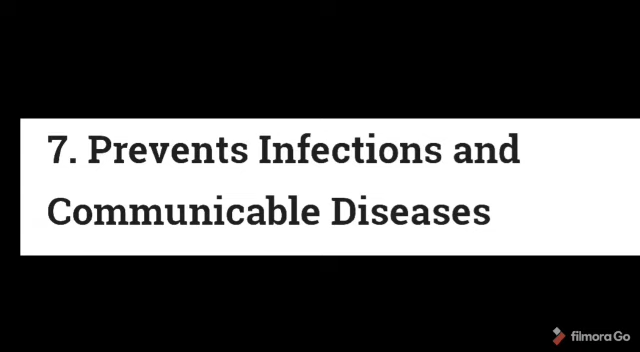 7. Prevents Infections and
Communicable Diseases
filmora Go